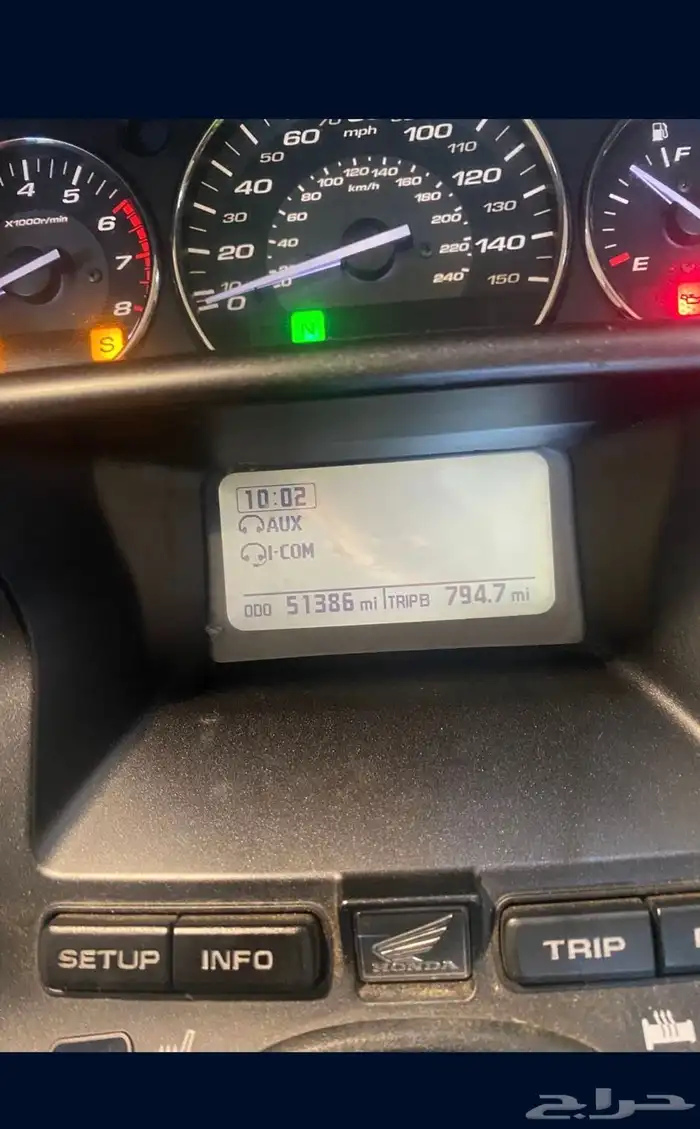 4 5 6 7 8
X1000r/min
S
0 10 20 30 40 50 60 70 100 110 120 130 140 150
mph
40 60 80 100 120 140 160 180 200 220 240
km/h
N
F
E
10:02
AUX
I-COM
ODO 51386 mi TRIP B 794.7 mi
SETUP INFO HONDA TRIP
حراج